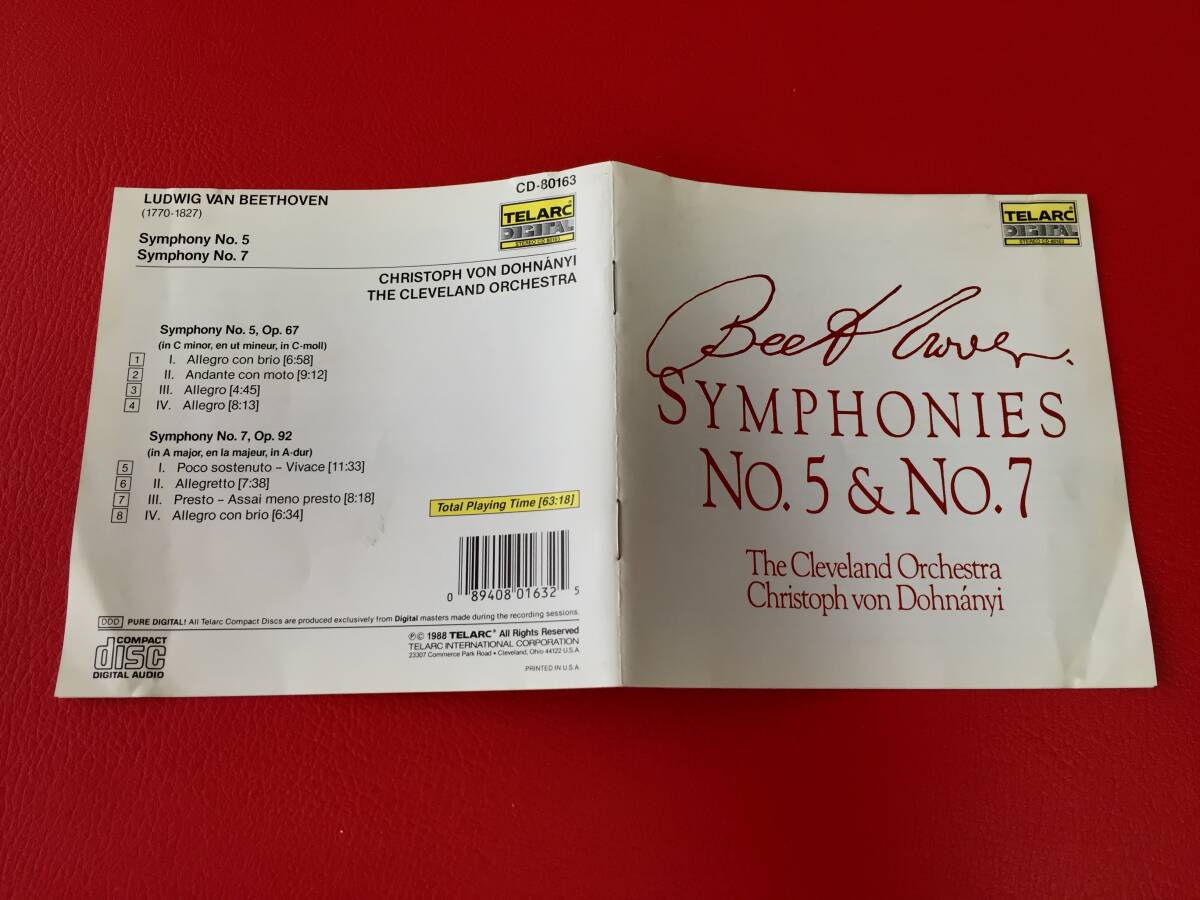 LUDWIG VAN BEETHOVEN
(1770-1827)
Symphony No. 5
Symphony No. 7
CD-80163
TELARC®
DIGITAL
STEREO CD-80163
CHRISTOPH VON DOHNÁNYI
THE CLEVELAND ORCHESTRA
Symphony No. 5, Op. 67
(in C minor, en ut mineur, in C-moll)
1 I. Allegro con brio [6:58]
2 II. Andante con moto [9:12]
3 III. Allegro [4:45]
4 IV. Allegro [8:13]
Symphony No. 7, Op. 92
(in A major, en la majeur, in A-dur)
5 I. Poco sostenuto – Vivace [11:33]
6 II. Allegretto [7:38]
7 III. Presto – Assai meno presto [8:18]
8 IV. Allegro con brio [6:34]
Total Playing Time [63:18]
0 89408 01632 5
DDD PURE DIGITAL! All Telarc Compact Discs are produced exclusively from Digital masters made during the recording sessions.
COMPACT
disc
DIGITAL AUDIO
℗© 1988 TELARC® All Rights Reserved
TELARC INTERNATIONAL CORPORATION
23307 Commerce Park Road • Cleveland, Ohio 44122 U.S.A.
PRINTED IN U.S.A.
TELARC®
DIGITAL
STEREO CD-80163
Beethoven.
SYMPHONIES
NO. 5 & NO. 7
The Cleveland Orchestra
Christoph von Dohnányi